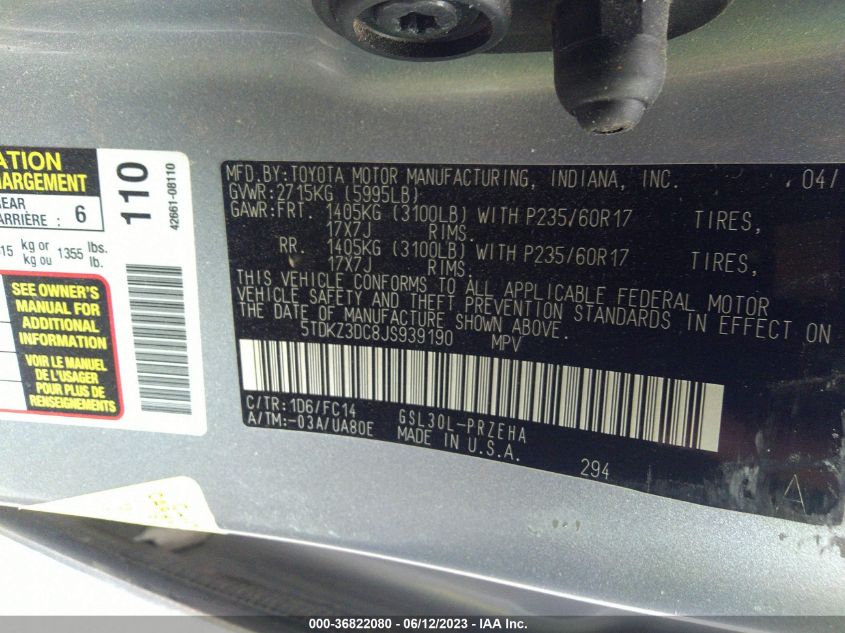 ATION
HARGEMENT
REAR
ARRIÈRE : 6
kg or 1355 lbs.
kg ou lb.
110
42661-08110
SEE OWNER'S
MANUAL FOR
ADDITIONAL
INFORMATION
VOIR LE MANUEL
DE L'USAGER
POUR PLUS DE
RENSEIGNEMENTS
MFD.BY:TOYOTA MOTOR MANUFACTURING, INDIANA, INC. 04/
GVWR:2715KG (5995LB)
GAWR:FRT. 1405KG (3100LB) WITH P235/60R17 TIRES,
17X7J RIMS.
RR. 1405KG (3100LB) WITH P235/60R17 TIRES,
17X7J RIMS.
THIS VEHICLE CONFORMS TO ALL APPLICABLE FEDERAL MOTOR
VEHICLE SAFETY AND THEFT PREVENTION STANDARDS IN EFFECT ON
THE DATE OF MANUFACTURE SHOWN ABOVE.
5TDKZ3DC8JS939190 MPV
C/TR:1D6/FC14 GSL30L-PRZEHA
A/TM:-03A/UA80E MADE IN U.S.A.
294
A
000-36822080 - 06/12/2023 - IAA Inc.